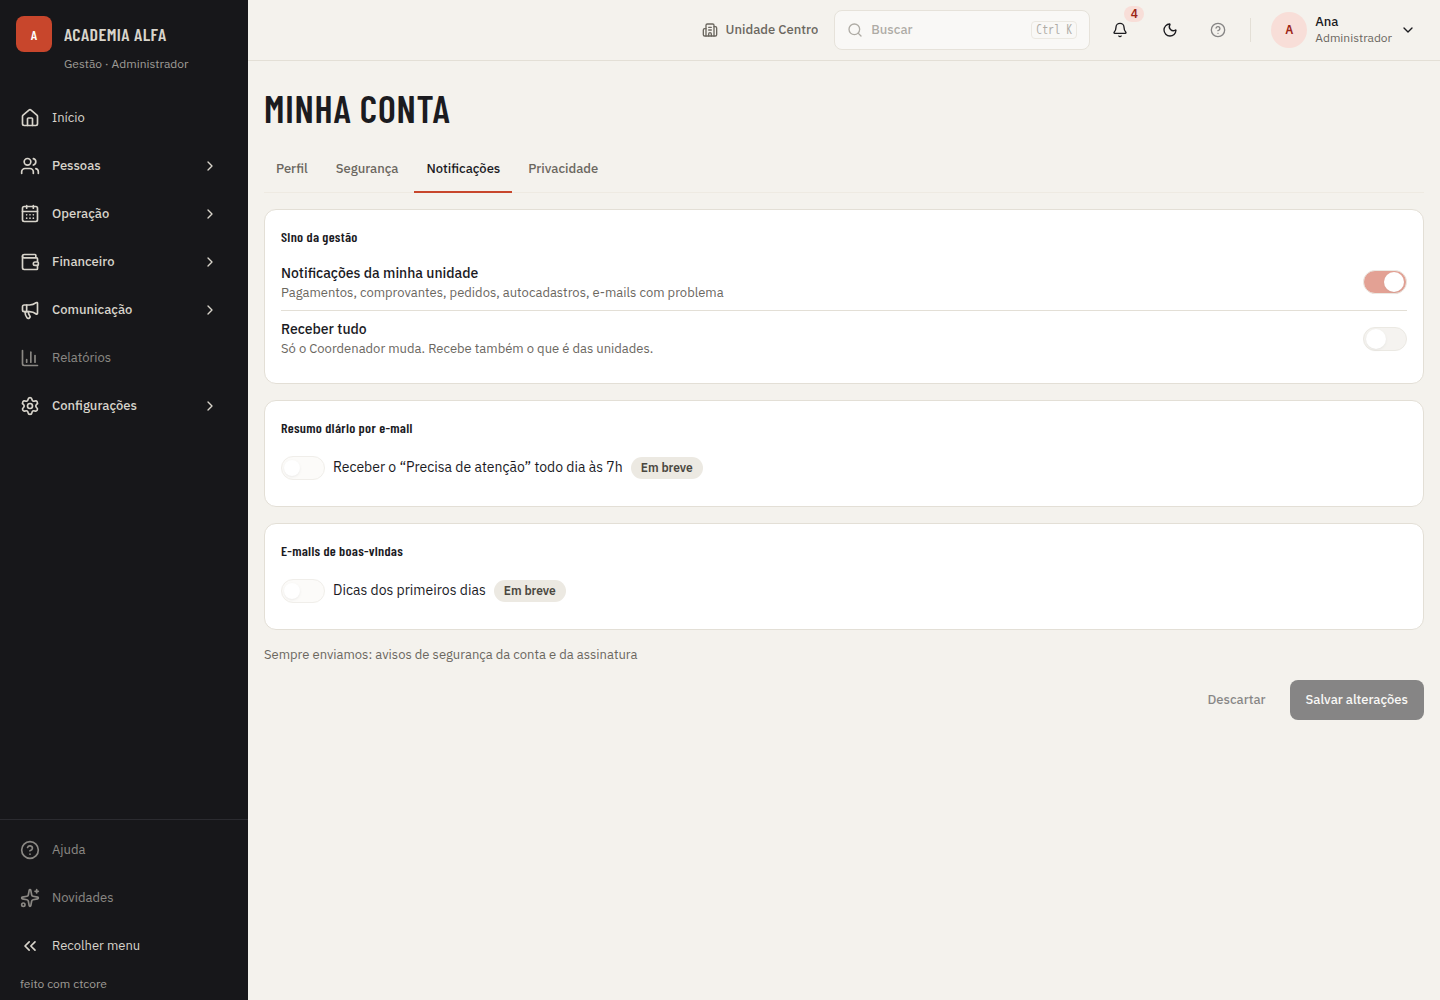 A
ACADEMIA ALFA
Gestão · Administrador
Início
Pessoas
Operação
Financeiro
Comunicação
Relatórios
Configurações
Ajuda
Novidades
Recolher menu
feito com ctcore
Unidade Centro
Buscar
Ctrl K
4
A
Ana
Administrador
MINHA CONTA
Perfil
Segurança
Notificações
Privacidade
Sino da gestão
Notificações da minha unidade
Pagamentos, comprovantes, pedidos, autocadastros, e-mails com problema
Receber tudo
Só o Coordenador muda. Recebe também o que é das unidades.
Resumo diário por e-mail
Receber o “Precisa de atenção” todo dia às 7h
Em breve
E-mails de boas-vindas
Dicas dos primeiros dias
Em breve
Sempre enviamos: avisos de segurança da conta e da assinatura
Descartar
Salvar alterações